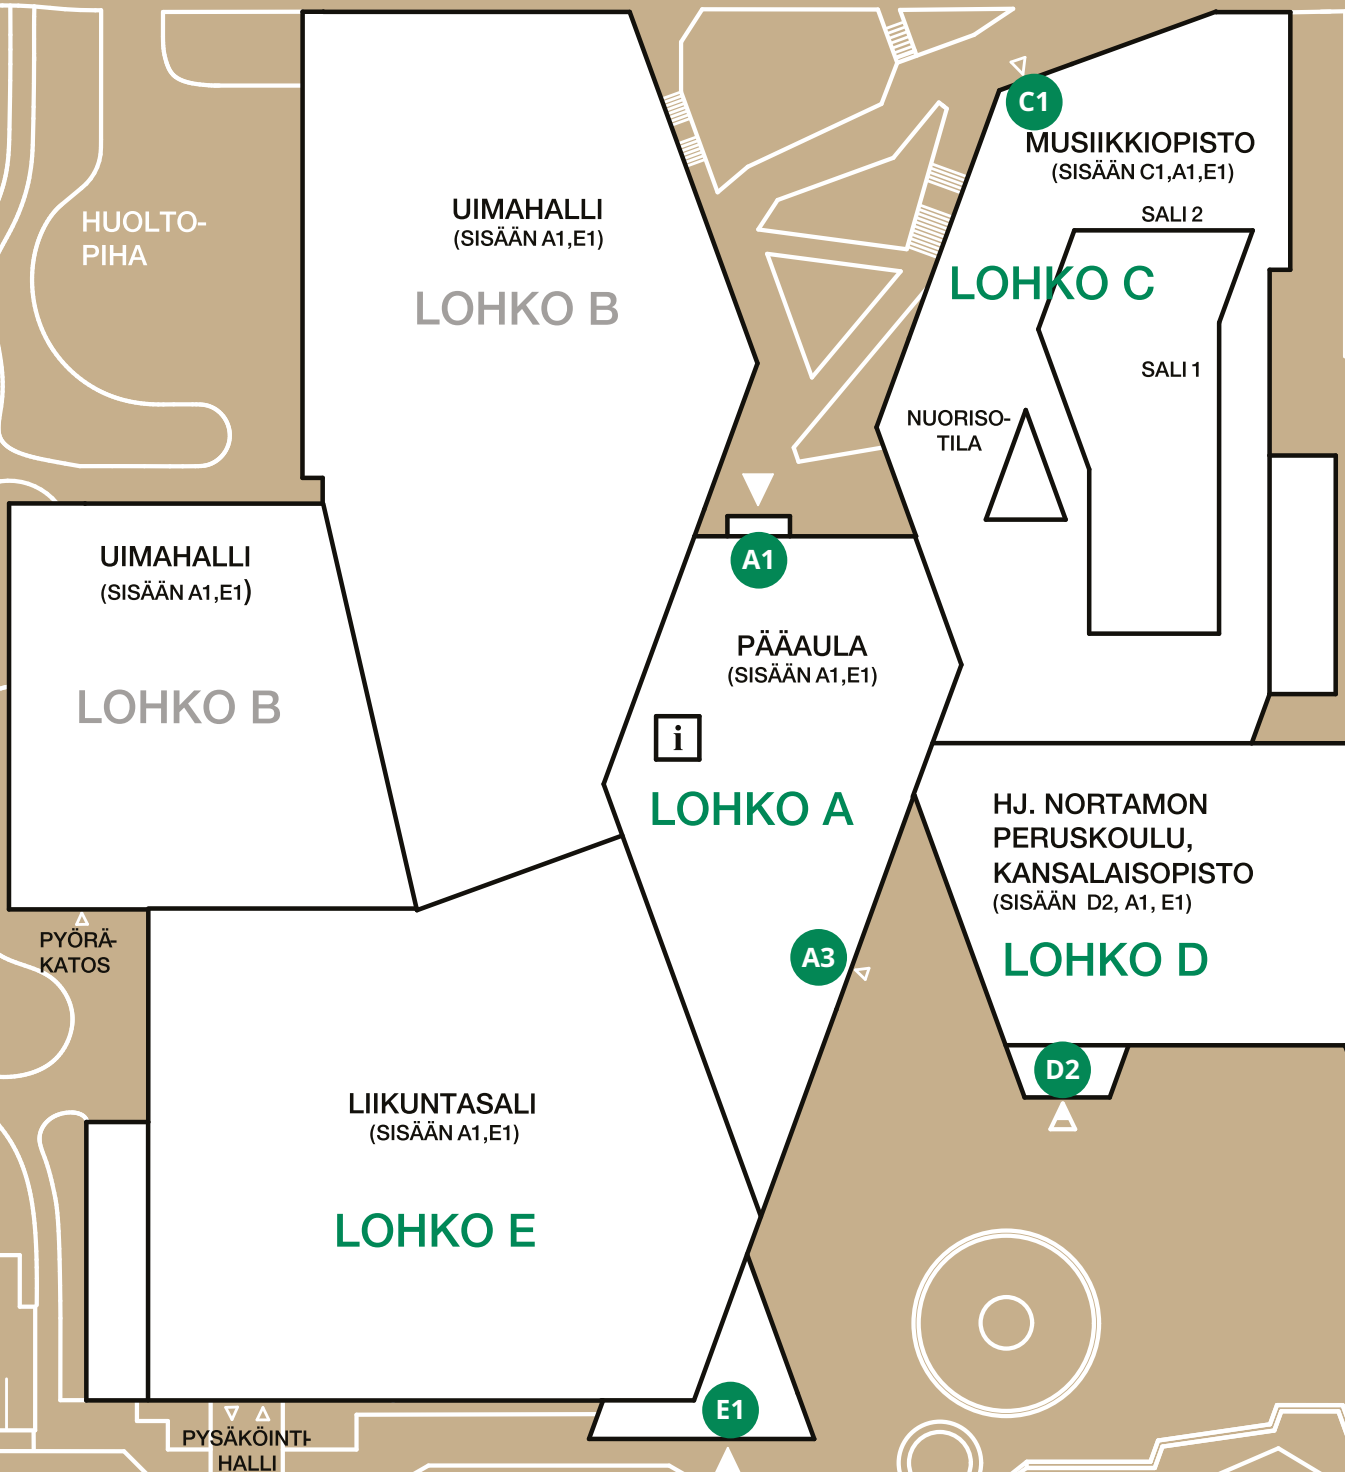 C1
MUSIIKKIOPISTO
(SISÄÄN C1,A1,E1)
SALI 2
LOHKO C
SALI 1
NUORISO-
TILA
HUOLTO-
PIHA
UIMAHALLI
(SISÄÄN A1,E1)
LOHKO B
UIMAHALLI
(SISÄÄN A1,E1)
LOHKO B
A1
PÄÄAULA
(SISÄÄN A1,E1)
i
LOHKO A
HJ. NORTAMON
PERUSKOULU,
KANSALAISOPISTO
(SISÄÄN D2, A1, E1)
LOHKO D
PYÖRÄ-
KATOS
A3
D2
LIIKUNTASALI
(SISÄÄN A1,E1)
LOHKO E
E1
PYSÄKÖINTI-
HALLI